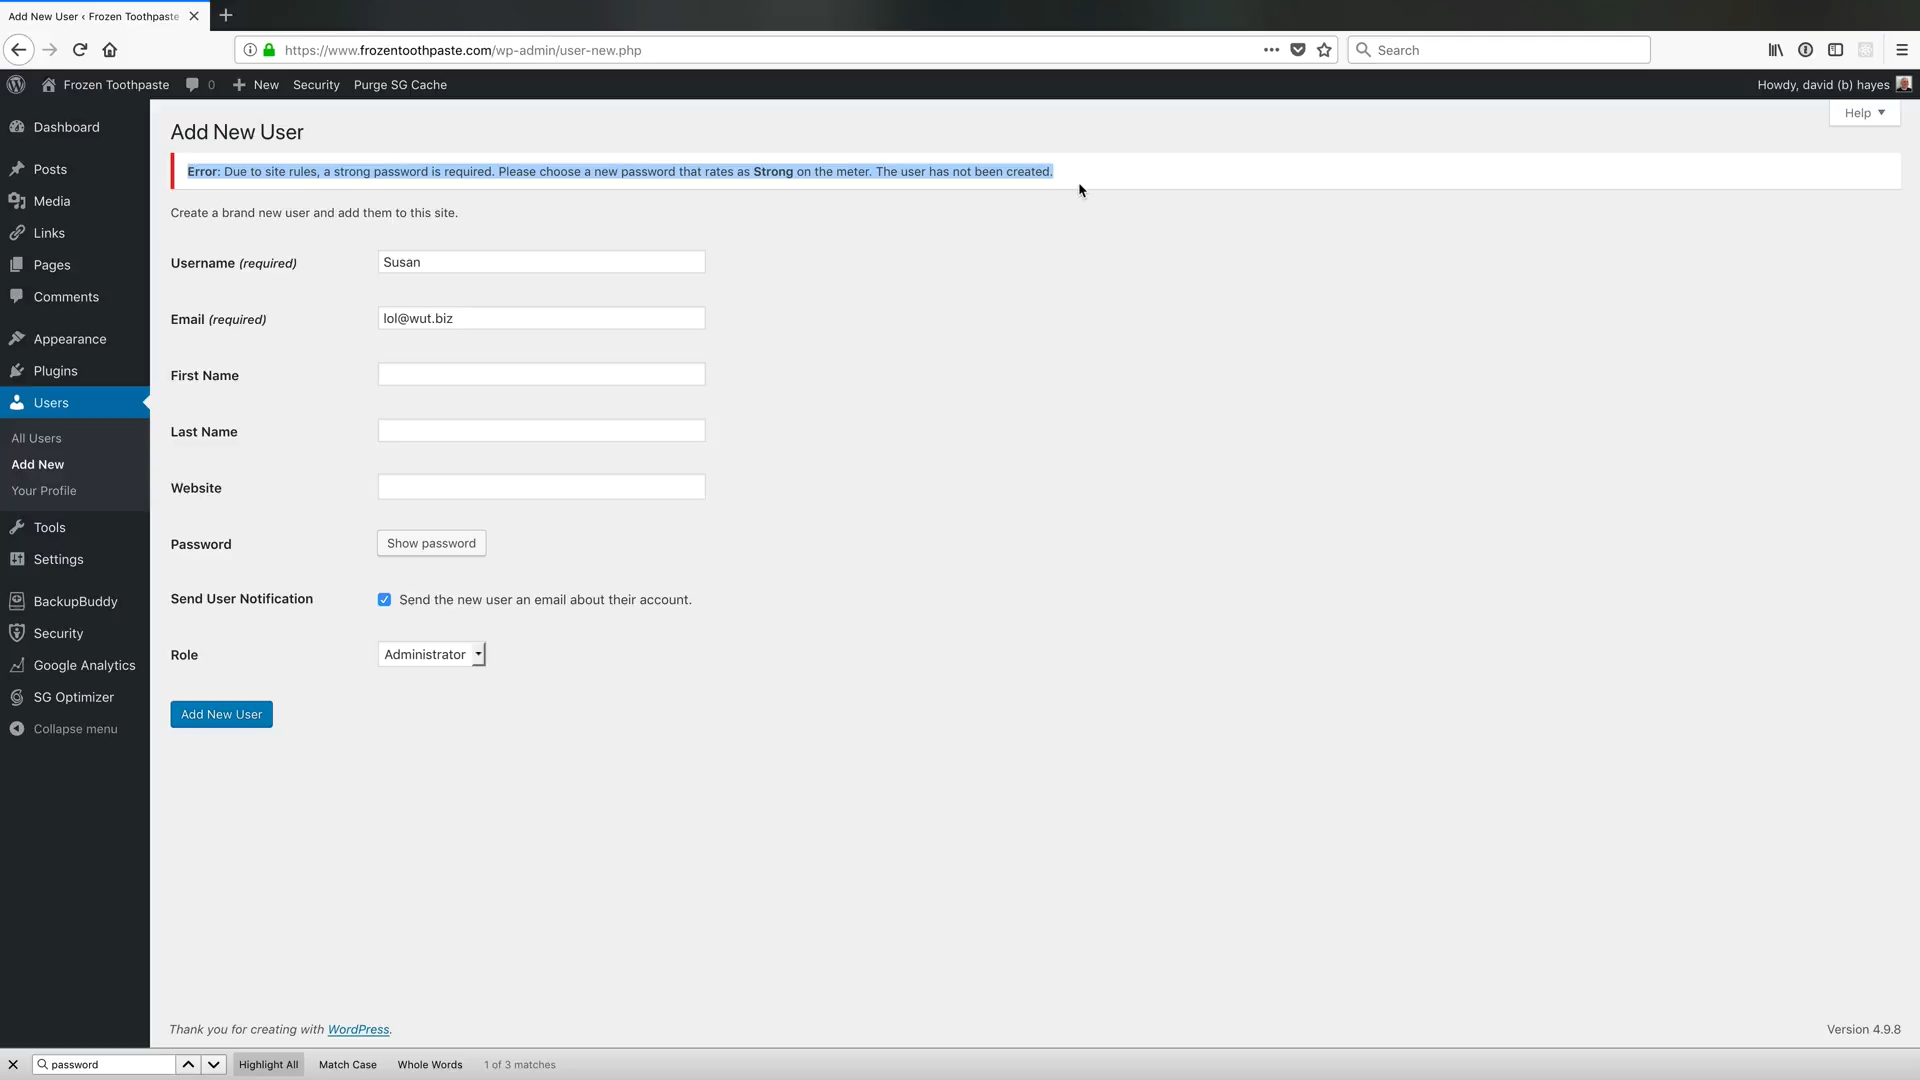 Add New User ‹ Frozen Toothpaste
https://www.frozentoothpaste.com/wp-admin/user-new.php
Search
Frozen Toothpaste
0
New
Security
Purge SG Cache
Howdy, david (b) hayes
Dashboard
Posts
Media
Links
Pages
Comments
Appearance
Plugins
Users
All Users
Add New
Your Profile
Tools
Settings
BackupBuddy
Security
Google Analytics
SG Optimizer
Collapse menu
Help
Add New User
Error: Due to site rules, a strong password is required. Please choose a new password that rates as Strong on the meter. The user has not been created.
Create a brand new user and add them to this site.
Username (required)
Susan
Email (required)
lol@wut.biz
First Name
Last Name
Website
Password
Show password
Send User Notification
Send the new user an email about their account.
Role
Administrator
Add New User
Thank you for creating with WordPress.
Version 4.9.8
password
Highlight All
Match Case
Whole Words
1 of 3 matches